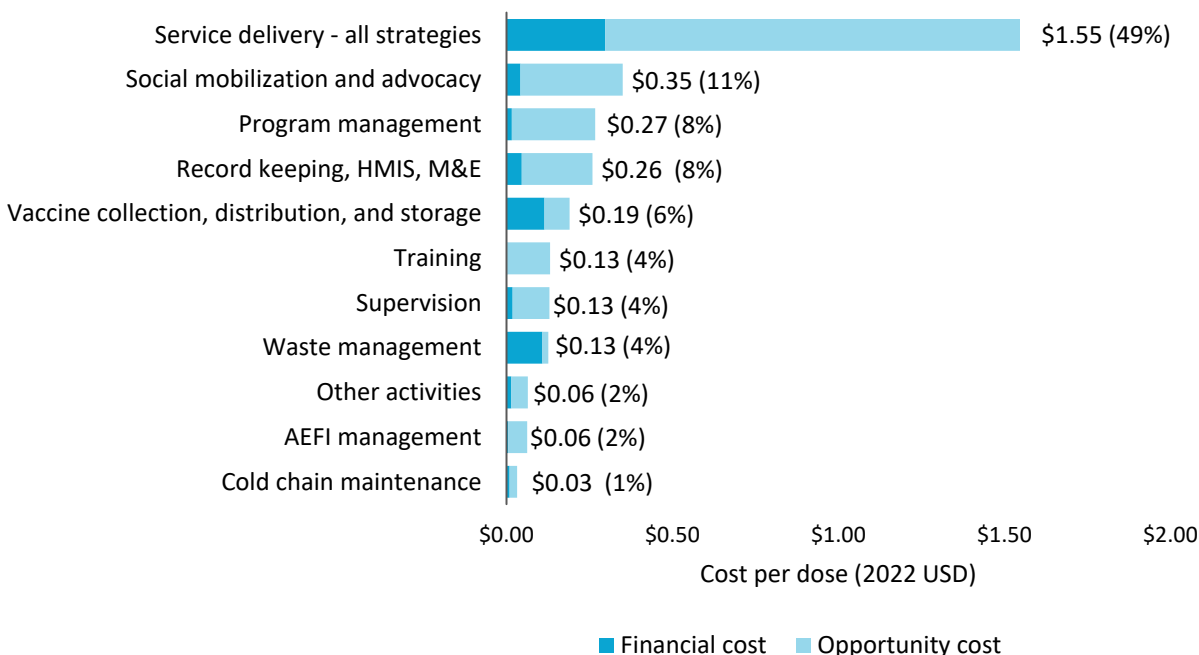 Service delivery - all strategies $1.55 (49%)
Social mobilization and advocacy $0.35 (11%)
Program management $0.27 (8%)
Record keeping, HMIS, M&E $0.26  (8%)
Vaccine collection, distribution, and storage $0.19 (6%)
Training $0.13 (4%)
Supervision $0.13 (4%)
Waste management $0.13 (4%)
Other activities $0.06 (2%)
AEFI management $0.06 (2%)
Cold chain maintenance $0.03  (1%)
$0.00 $0.50 $1.00 $1.50 $2.00
Cost per dose (2022 USD)
Financial cost Opportunity cost